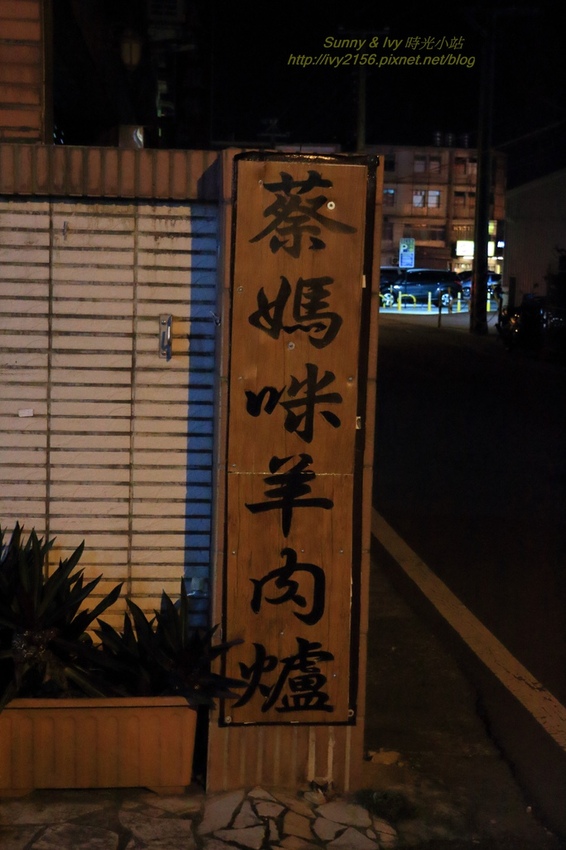 Sunny & Ivy 時光小站
http://ivy2156.pixnet.net/blog
蔡媽咪羊肉爐